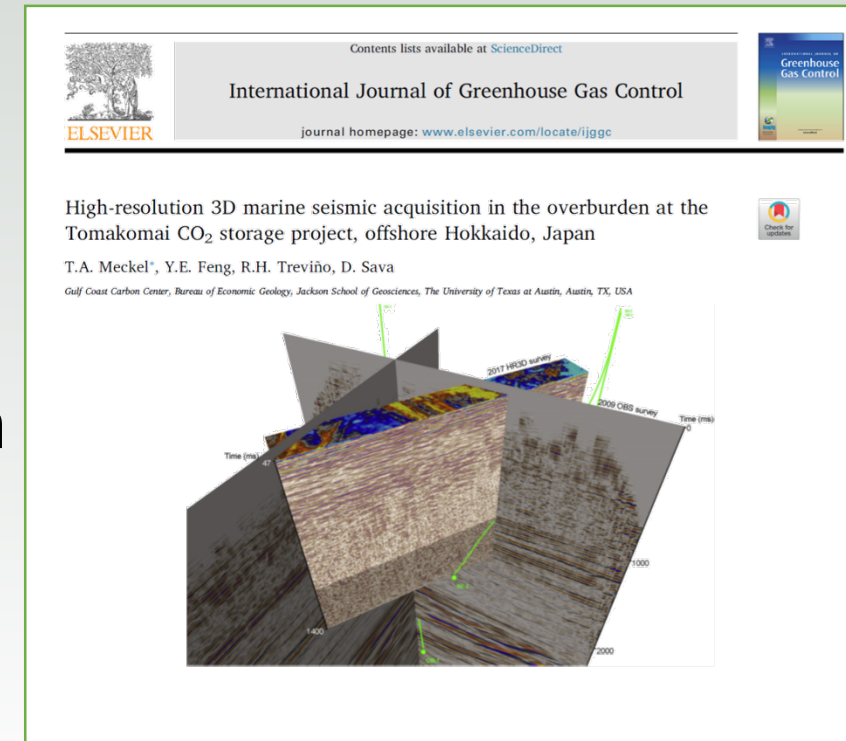 Contents lists available at ScienceDirect
International Journal of Greenhouse Gas Control
journal homepage: www.elsevier.com/locate/ijggc
ELSEVIER
Greenhouse
Gas Control
High-resolution 3D marine seismic acquisition in the overburden at the
Tomakomai CO₂ storage project, offshore Hokkaido, Japan
Check for
updates
T.A. Meckel*, Y.E. Feng, R.H. Treviño, D. Sava
Gulf Coast Carbon Center, Bureau of Economic Geology, Jackson School of Geosciences, The University of Texas at Austin, Austin, TX, USA
2017 HR3D survey
2009 OBS survey
Time (ms)
0
Time (ms)
47
1000
1400
2000